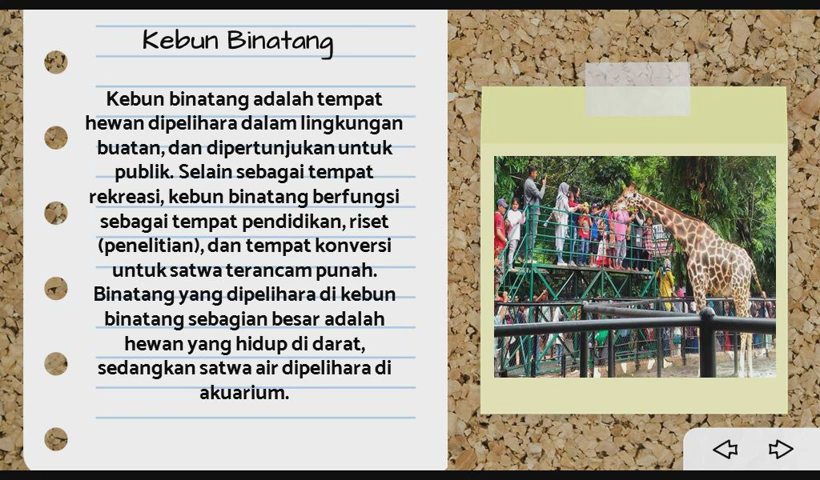 Kebun Binatang
Kebun binatang adalah tempat
hewan dipelihara dalam lingkungan
buatan, dan dipertunjukan untuk
publik. Selain sebagai tempat
rekreasi, kebun binatang berfungsi
sebagai tempat pendidikan, riset
(penelitian), dan tempat konversi
untuk satwa terancam punah.
Binatang yang dipelihara di kebun
binatang sebagian besar adalah
hewan yang hidup di darat,
sedangkan satwa air dipelihara di
akuarium.